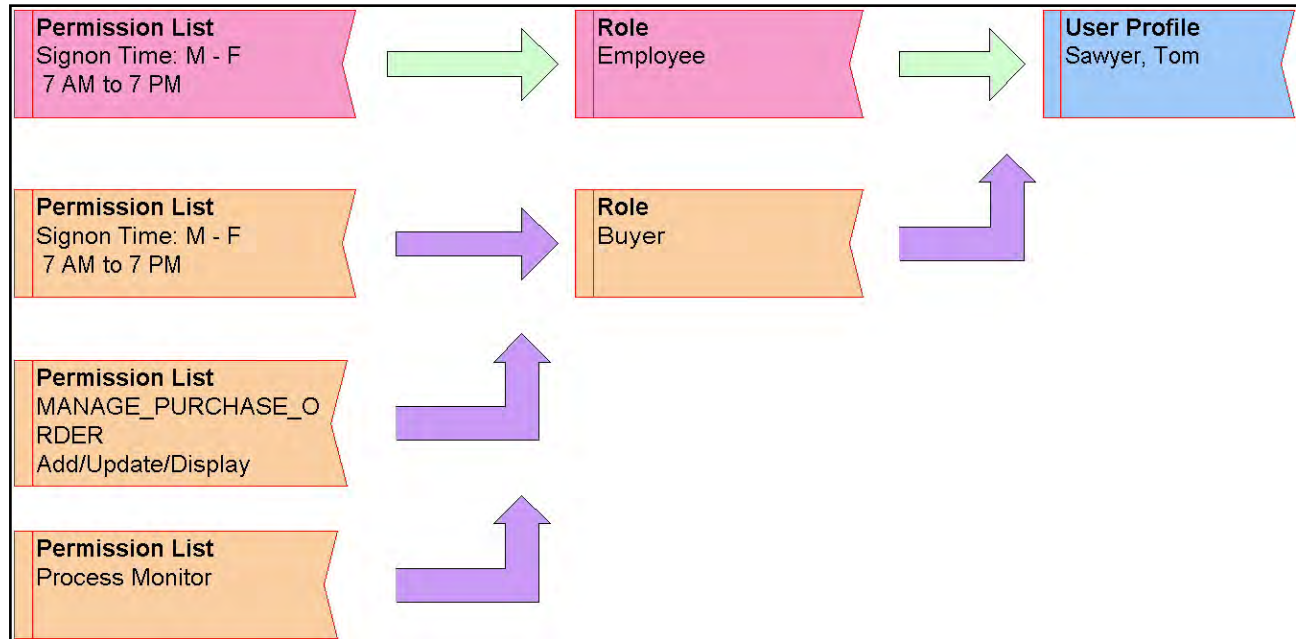 Permission List
Signon Time: M - F
7 AM to 7 PM
Role
Employee
User Profile
Sawyer, Tom
Permission List
Signon Time: M - F
7 AM to 7 PM
Role
Buyer
Permission List
MANAGE_PURCHASE_O
RDER
Add/Update/Display
Permission List
Process Monitor